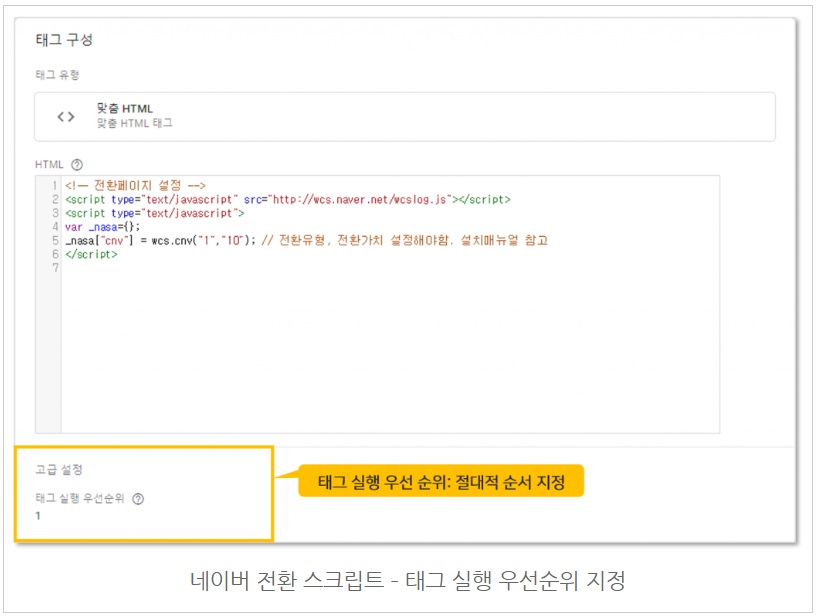 태그 구성
태그 유형
맞춤 HTML
맞춤 HTML 태그
HTML ?
1 <!-- 전환페이지 설정 -->
2 <script type="text/javascript" src="http://wcs.naver.net/wcslog.js"></script>
3 <script type="text/javascript">
4 var _nasa={};
5 _nasa["cnv"] = wcs.cnv("1","10"); // 전환유형, 전환가치 설정해야함. 설치매뉴얼 참고
6 </script>
7
고급 설정
태그 실행 우선순위 ?
1
태그 실행 우선 순위: 절대적 순서 지정
네이버 전환 스크립트 - 태그 실행 우선순위 지정